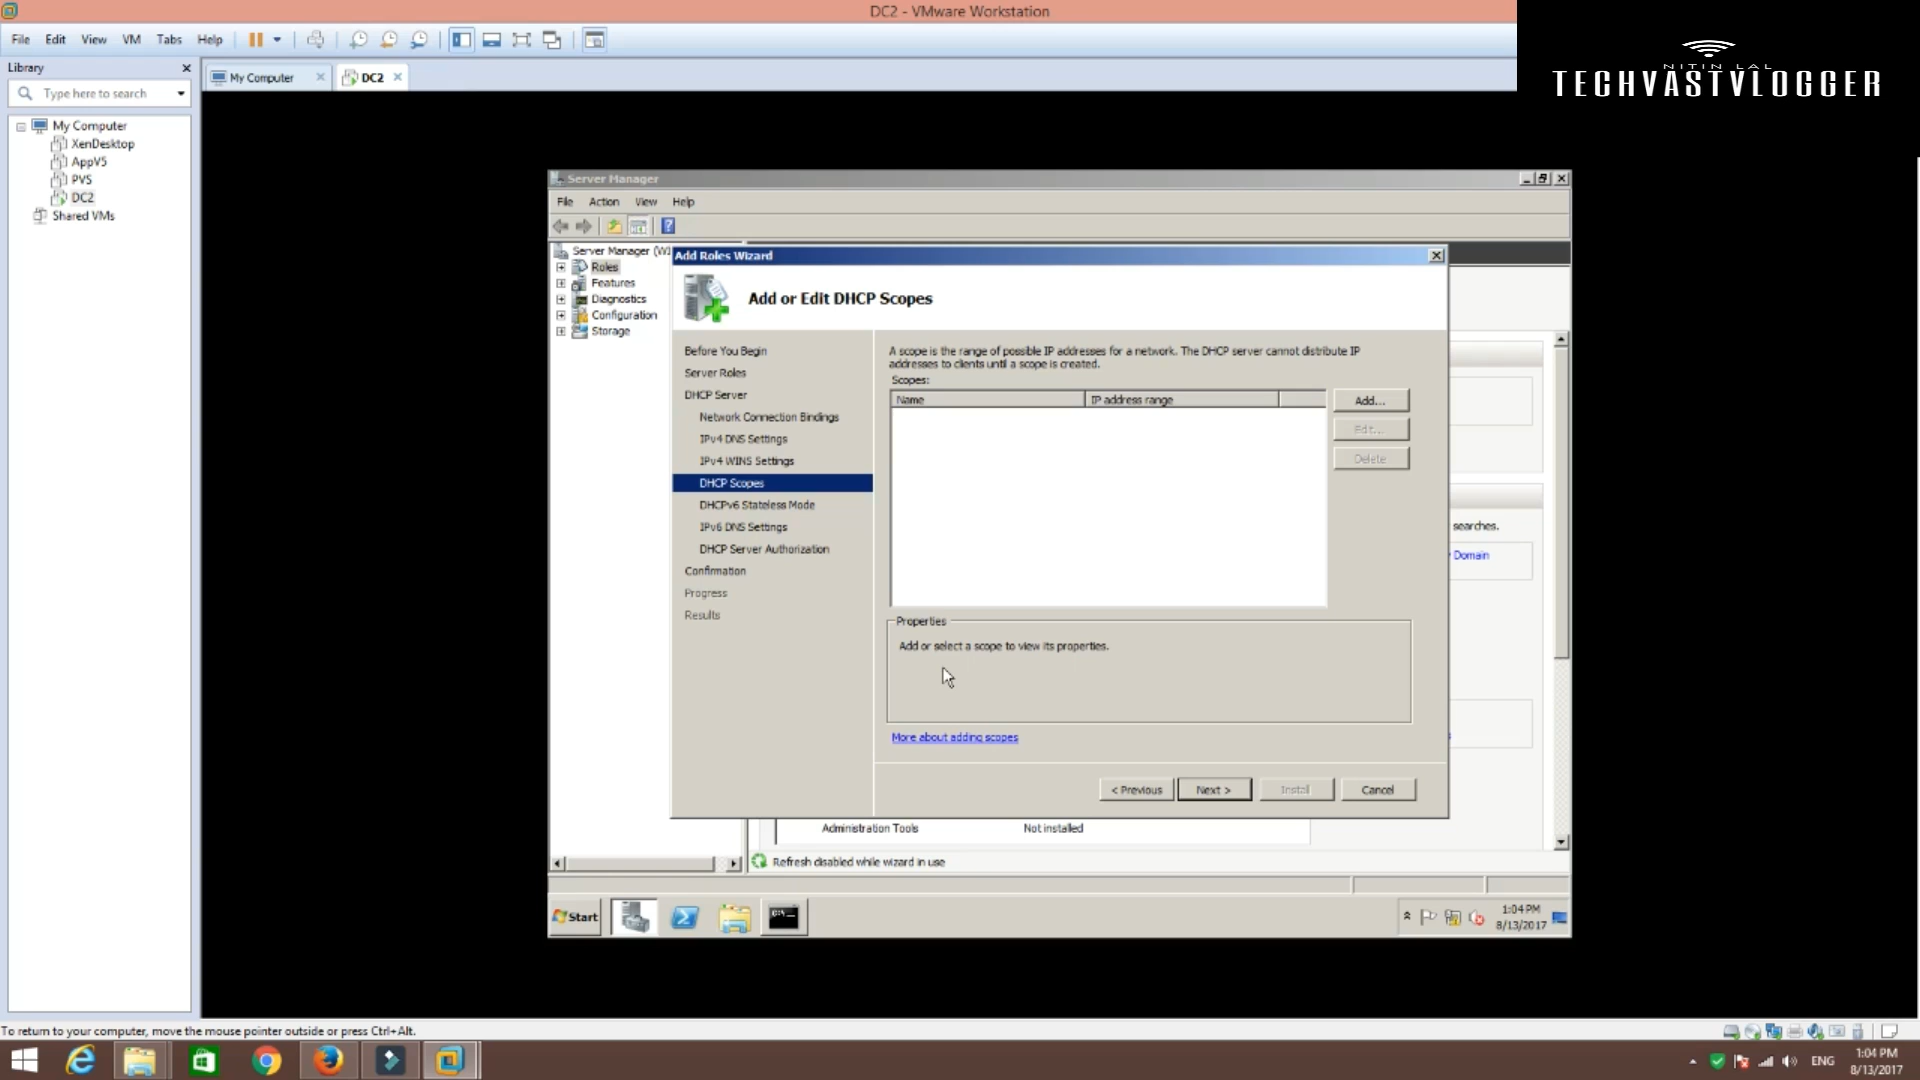 DC2 - VMware Workstation
File Edit View VM Tabs Help
Library
My Computer
DC2
Type here to search
My Computer
XenDesktop
AppV5
PVS
DC2
Shared VMs
NITIN LAL
TECHVASTVLOGGER
Server Manager
File Action View Help
Server Manager (WI
Roles
Features
Diagnostics
Configuration
Storage
Add Roles Wizard
Add or Edit DHCP Scopes
Before You Begin
Server Roles
DHCP Server
Network Connection Bindings
IPv4 DNS Settings
IPv4 WINS Settings
DHCP Scopes
DHCPv6 Stateless Mode
IPv6 DNS Settings
DHCP Server Authorization
Confirmation
Progress
Results
A scope is the range of possible IP addresses for a network. The DHCP server cannot distribute IP
addresses to clients until a scope is created.
Scopes:
Name IP address range
Add...
Edit...
Delete
Properties
Add or select a scope to view its properties.
More about adding scopes
< Previous Next > Install Cancel
searches.
Domain
Administration Tools Not installed
Refresh disabled while wizard in use
Start
1:04 PM
8/13/2017
To return to your computer, move the mouse pointer outside or press Ctrl+Alt.
ENG
1:04 PM
8/13/2017